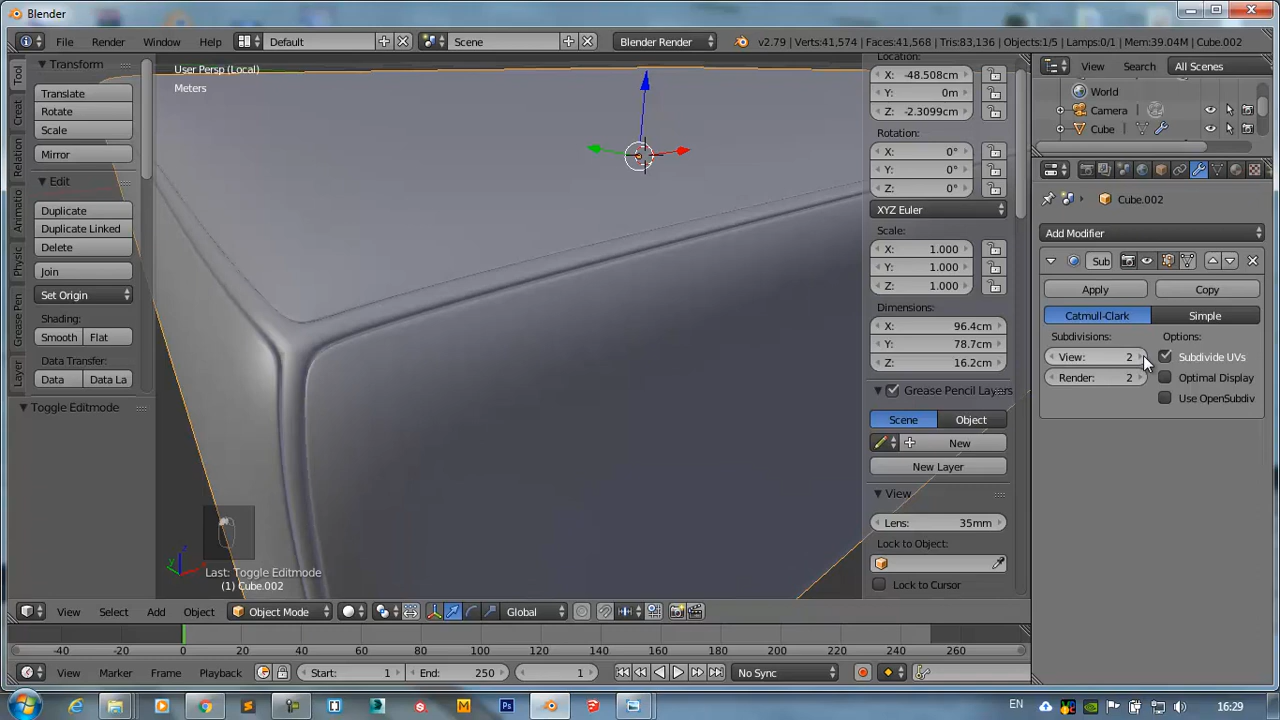 Blender
File Render Window Help Default Scene Blender Render v2.79 | Verts:41,574 | Faces:41,568 | Tris:83,136 | Objects:1/5 | Lamps:0/1 | Mem:39.04M | Cube.002
Tool
Creat
Relation
Animatio
Physic
Grease Pen
Layer
Transform
Translate
Rotate
Scale
Mirror
Edit
Duplicate
Duplicate Linked
Delete
Join
Set Origin
Shading:
Smooth Flat
Data Transfer:
Data Data La
Toggle Editmode
User Persp (Local)
Meters
Last: Toggle Editmode
(1) Cube.002
Location:
X: -48.508cm
Y: 0m
Z: -2.3099cm
Rotation:
X: 0°
Y: 0°
Z: 0°
XYZ Euler
Scale:
X: 1.000
Y: 1.000
Z: 1.000
Dimensions:
X: 96.4cm
Y: 78.7cm
Z: 16.2cm
Grease Pencil Layers
Scene Object
New
New Layer
View
Lens: 35mm
Lock to Object:
Lock to Cursor
View Search All Scenes
World
Camera
Cube
Cube.002
Add Modifier
Sub
Apply Copy
Catmull-Clark Simple
Subdivisions: Options:
View: 2 Subdivide UVs
Render: 2 Optimal Display
Use OpenSubdiv
View Select Add Object Object Mode Global
-40 -20 0 20 40 60 80 100 120 140 160 180 200 220 240 260
View Marker Frame Playback Start: 1 End: 250 1 No Sync
EN 16:29